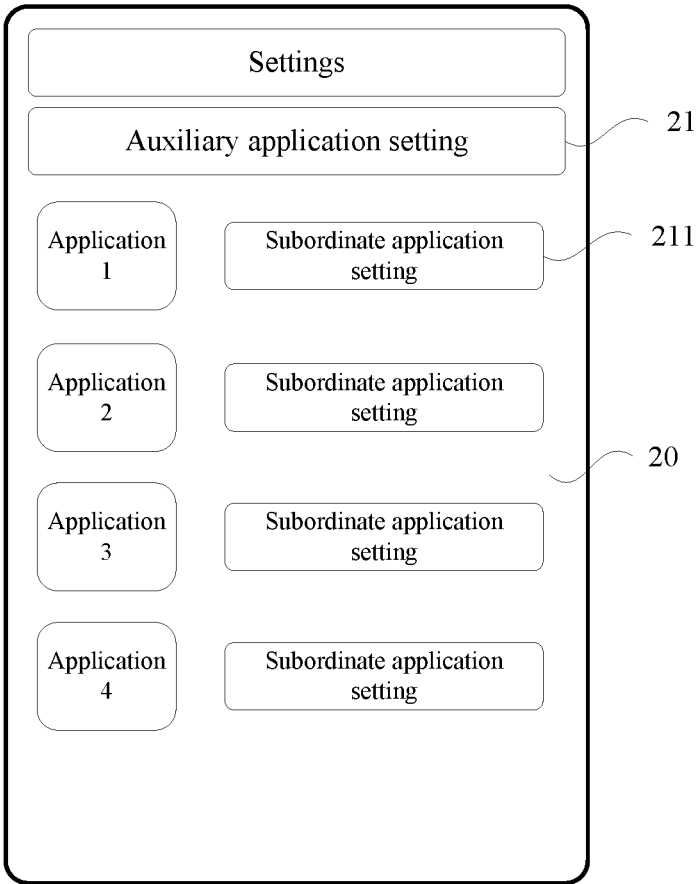 Settings
Auxiliary application setting
21
Application
1
Subordinate application
setting
211
Application
2
Subordinate application
setting
20
Application
3
Subordinate application
setting
Application
4
Subordinate application
setting